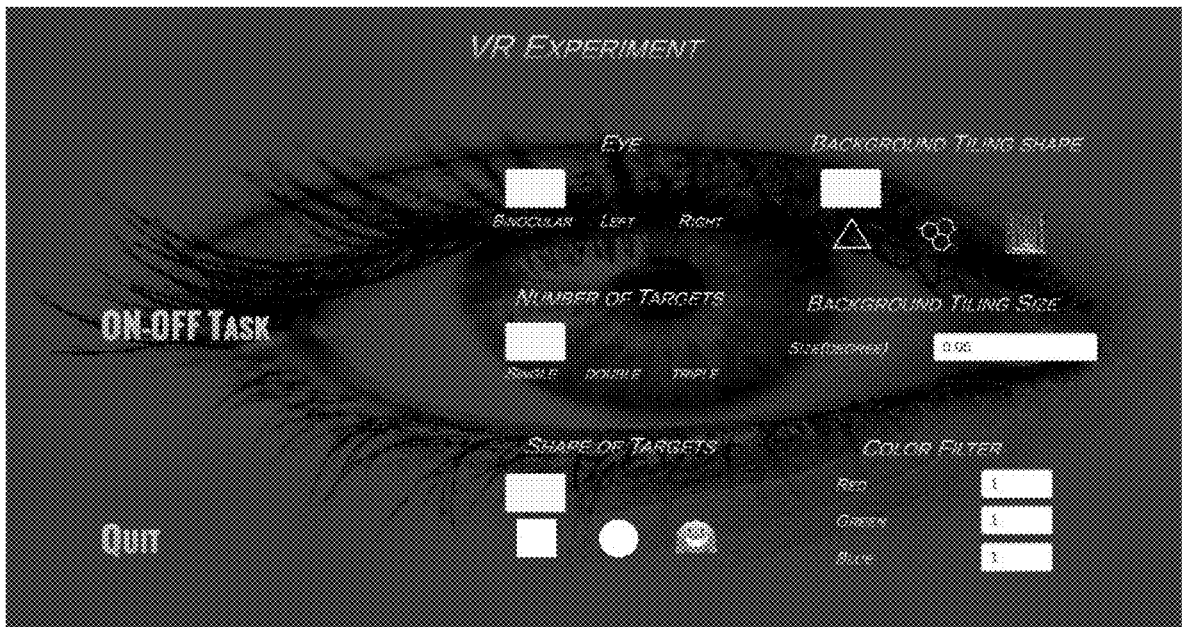 VR EXPERIMENT
EYE
BACKGROUND TILING SHAPE
BINOCULAR LEFT RIGHT
NUMBER OF TARGETS
BACKGROUND TILING SIZE
ON-OFF TASK
SIZE(DEGREE) 0.96
SINGLE DOUBLE TRIPLE
SHAPE OF TARGETS
COLOR FILTER
RED 1
GREEN 1
QUIT
BLUE 1